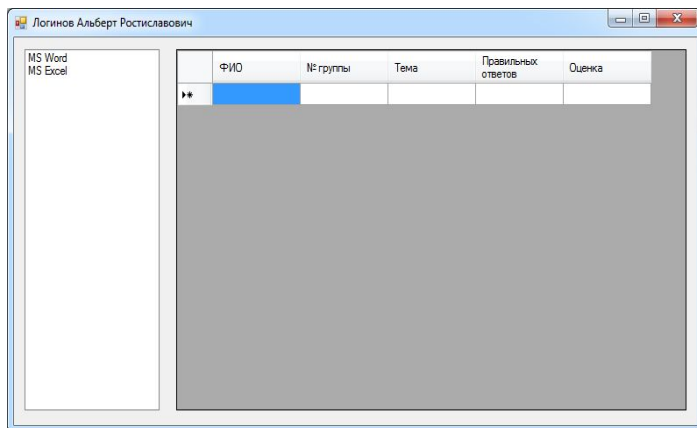 Логинов Альберт Ростиславович
MS Word
MS Excel
ФИО
№ группы
Тема
Правильных
ответов
Оценка